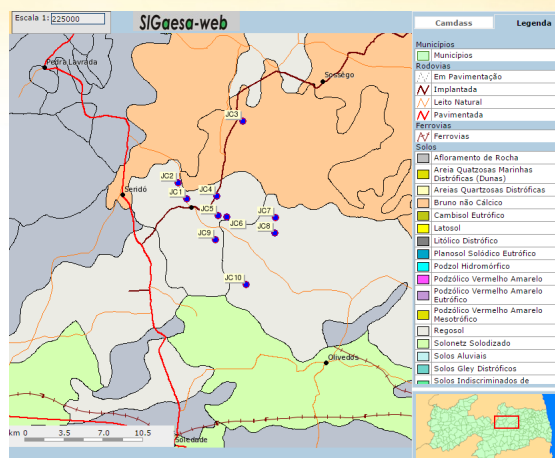 Escala 1: 225000
SIGaesa-web
Camdass
Legenda
Pedra Lavrada
Sossego
JC3
JC2
JC1
JC4
Seridó
JC5
JC6
JC7
JC8
JC9
JC10
Olivedos
Soledade
km 0 3.5 7.0 10.5
Municípios
Municípios
Rodovias
Em Pavimentação
Implantada
Leito Natural
Pavimentada
Ferrovias
Ferrovias
Solos
Afloramento de Rocha
Areia Quatzosas Marinhas
Distróficas (Dunas)
Areias Quartzosas Distróficas
Bruno não Cálcico
Cambisol Eutrófico
Latosol
Litólico Distrófico
Planosol Solódico Eutrófico
Podzol Hidromórfico
Podzólico Vermelho Amarelo
Podzólico Vermelho Amarelo
Eutrófico
Podzólico Vermelho Amarelo
Mesotrófico
Regosol
Solonetz Solodizado
Solos Aluviais
Solos Gley Distróficos
Solos Indiscriminados de